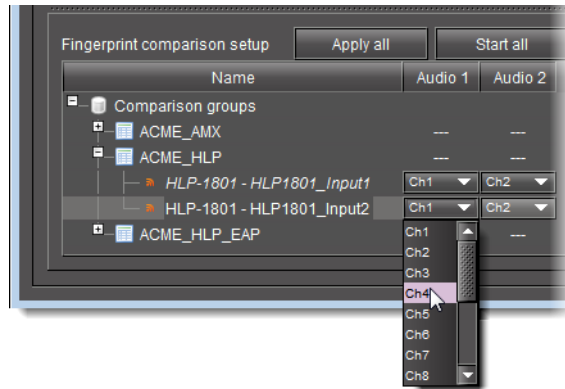 Fingerprint comparison setup Apply all Start all
Name Audio 1 Audio 2
Comparison groups
ACME_AMX --- ---
ACME_HLP --- ---
HLP-1801 - HLP1801_Input1 Ch1 Ch2
HLP-1801 - HLP1801_Input2 Ch1 Ch2
ACME_HLP_EAP ---
Ch1
Ch2
Ch3
Ch4
Ch5
Ch6
Ch7
Ch8